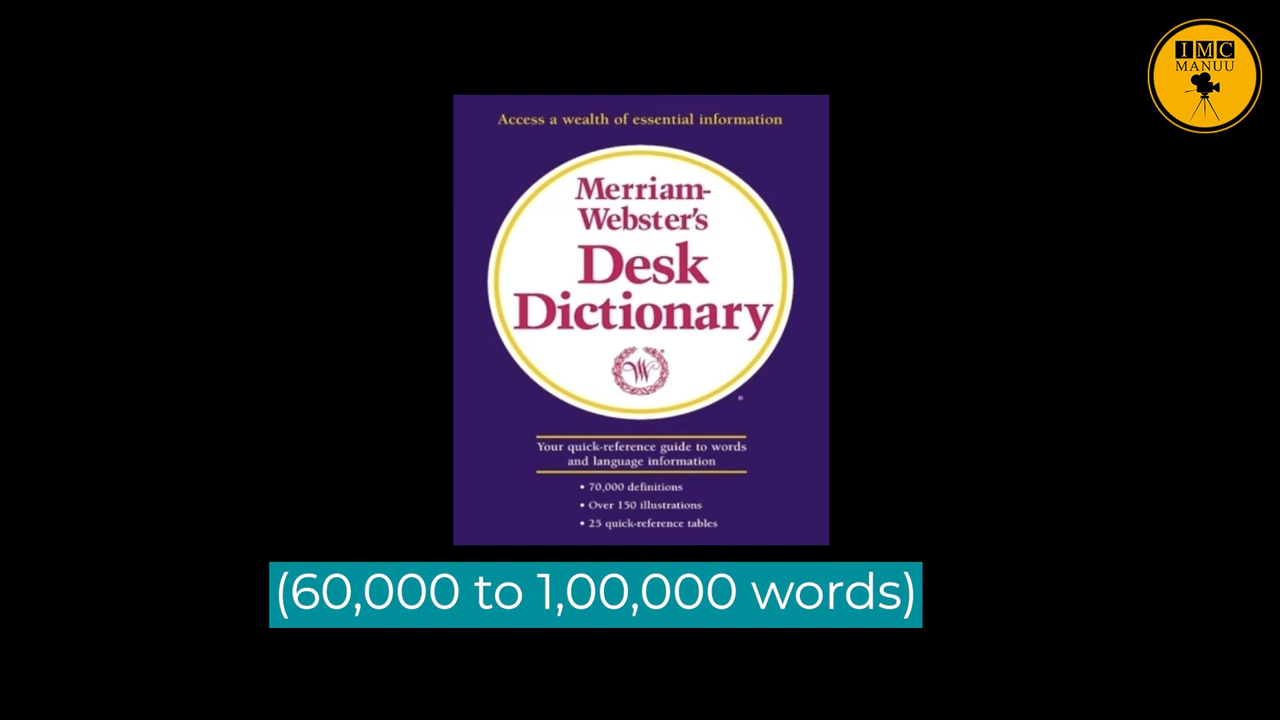 IMC
MANUU
Access a wealth of essential information
Merriam-
Webster's
Desk
Dictionary
W
Your quick-reference guide to words
and language information
• 70,000 definitions
• Over 150 illustrations
• 25 quick-reference tables
(60,000 to 1,00,000 words)